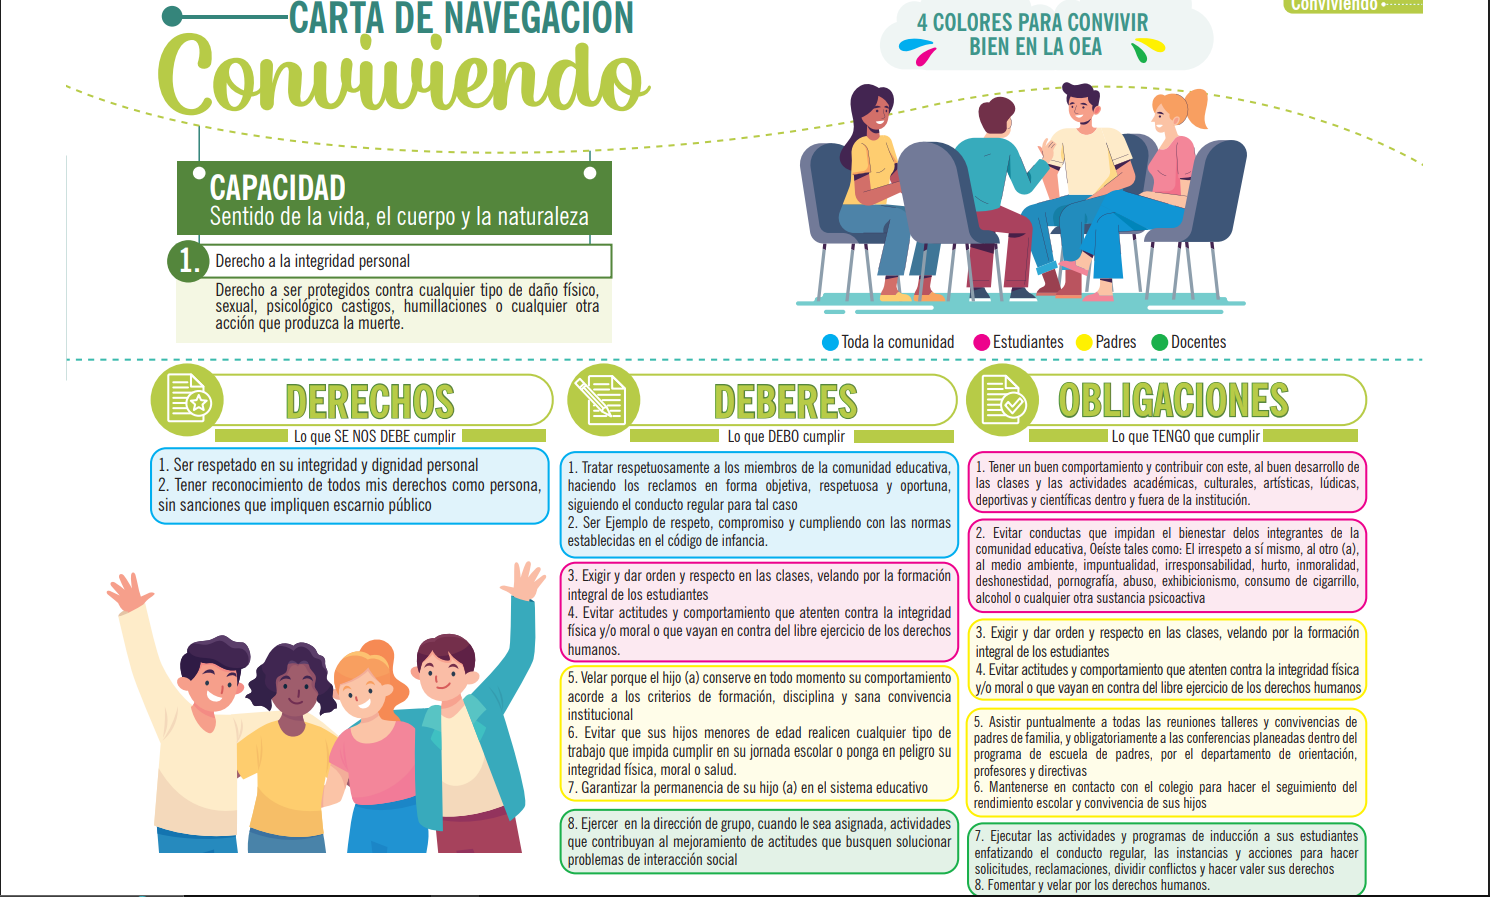 CARTA DE NAVEGACIÓN
Conviviendo
4 COLORES PARA CONVIVIR
BIEN EN LA OEA
Conviviendo
CAPACIDAD
Sentido de la vida, el cuerpo y la naturaleza
1.
Derecho a la integridad personal
Derecho a ser protegidos contra cualquier tipo de daño físico,
sexual, psicológico castigos, humillaciones o cualquier otra
acción que produzca la muerte.
Toda la comunidad
Estudiantes
Padres
Docentes
DERECHOS
Lo que SE NOS DEBE cumplir
1. Ser respetado en su integridad y dignidad personal
2. Tener reconocimiento de todos mis derechos como persona,
sin sanciones que impliquen escarnio público
DEBERES
Lo que DEBO cumplir
1. Tratar respetuosamente a los miembros de la comunidad educativa,
haciendo los reclamos en forma objetiva, respetuosa y oportuna,
siguiendo el conducto regular para tal caso
2. Ser Ejemplo de respeto, compromiso y cumpliendo con las normas
establecidas en el código de infancia.
3. Exigir y dar orden y respecto en las clases, velando por la formación
integral de los estudiantes
4. Evitar actitudes y comportamiento que atenten contra la integridad
física y/o moral o que vayan en contra del libre ejercicio de los derechos
humanos.
5. Velar porque el hijo (a) conserve en todo momento su comportamiento
acorde a los criterios de formación, disciplina y sana convivencia
institucional
6. Evitar que sus hijos menores de edad realicen cualquier tipo de
trabajo que impida cumplir en su jornada escolar o ponga en peligro su
integridad física, moral o salud.
7. Garantizar la permanencia de su hijo (a) en el sistema educativo
8. Ejercer en la dirección de grupo, cuando le sea asignada, actividades
que contribuyan al mejoramiento de actitudes que busquen solucionar
problemas de interacción social
OBLIGACIONES
Lo que TENGO que cumplir
1. Tener un buen comportamiento y contribuir con este, al buen desarrollo de
las clases y las actividades académicas, culturales, artísticas, lúdicas,
deportivas y científicas dentro y fuera de la institución.
2. Evitar conductas que impidan el bienestar delos integrantes de la
comunidad educativa, Oeíste tales como: El irrespeto a sí mismo, al otro (a),
al medio ambiente, impuntualidad, irresponsabilidad, hurto, inmoralidad,
deshonestidad, pornografía, abuso, exhibicionismo, consumo de cigarrillo,
alcohol o cualquier otra sustancia psicoactiva
3. Exigir y dar orden y respecto en las clases, velando por la formación
integral de los estudiantes
4. Evitar actitudes y comportamiento que atenten contra la integridad física
y/o moral o que vayan en contra del libre ejercicio de los derechos humanos
5. Asistir puntualmente a todas las reuniones talleres y convivencias de
padres de familia, y obligatoriamente a las conferencias planeadas dentro del
programa de escuela de padres, por el departamento de orientación,
profesores y directivas
6. Mantenerse en contacto con el colegio para hacer el seguimiento del
rendimiento escolar y convivencia de sus hijos
7. Ejecutar las actividades y programas de inducción a sus estudiantes
enfatizando el conducto regular, las instancias y acciones para hacer
solicitudes, reclamaciones, dividir conflictos y hacer valer sus derechos
8. Fomentar y velar por los derechos humanos.